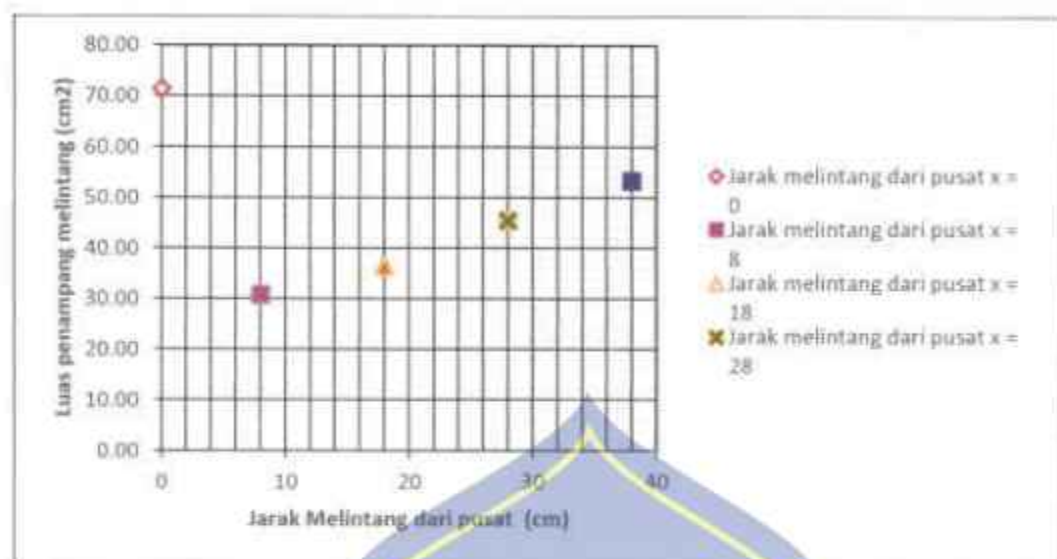 80.00
70.00
60.00
50.00
40.00
30.00
20.00
10.00
0.00
Luas penampang melintang (cm2)
0 10 20 30 40
Jarak Melintang dari pusat (cm)
Jarak melintang dari pusat x =
0
Jarak melintang dari pusat x =
8
Jarak melintang dari pusat x =
18
Jarak melintang dari pusat x =
28